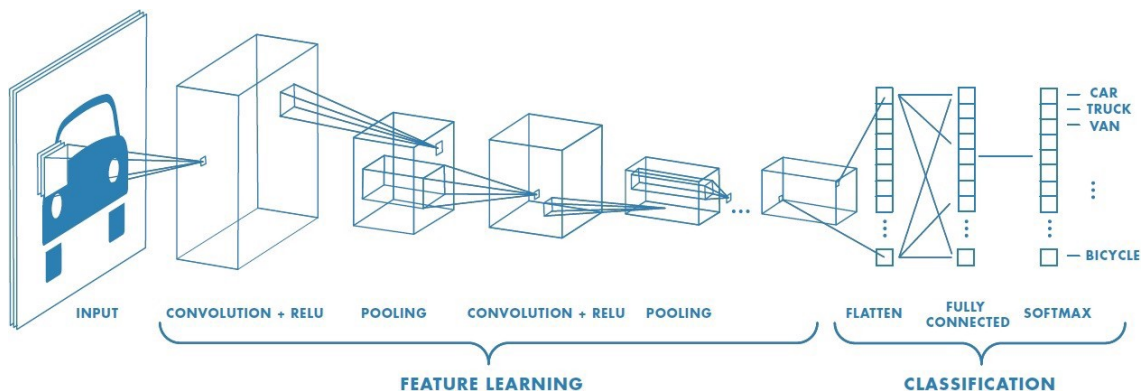 CAR
TRUCK
VAN
BICYCLE
INPUT
CONVOLUTION + RELU
POOLING
CONVOLUTION + RELU
POOLING
FLATTEN
FULLY
CONNECTED
SOFTMAX
FEATURE LEARNING
CLASSIFICATION